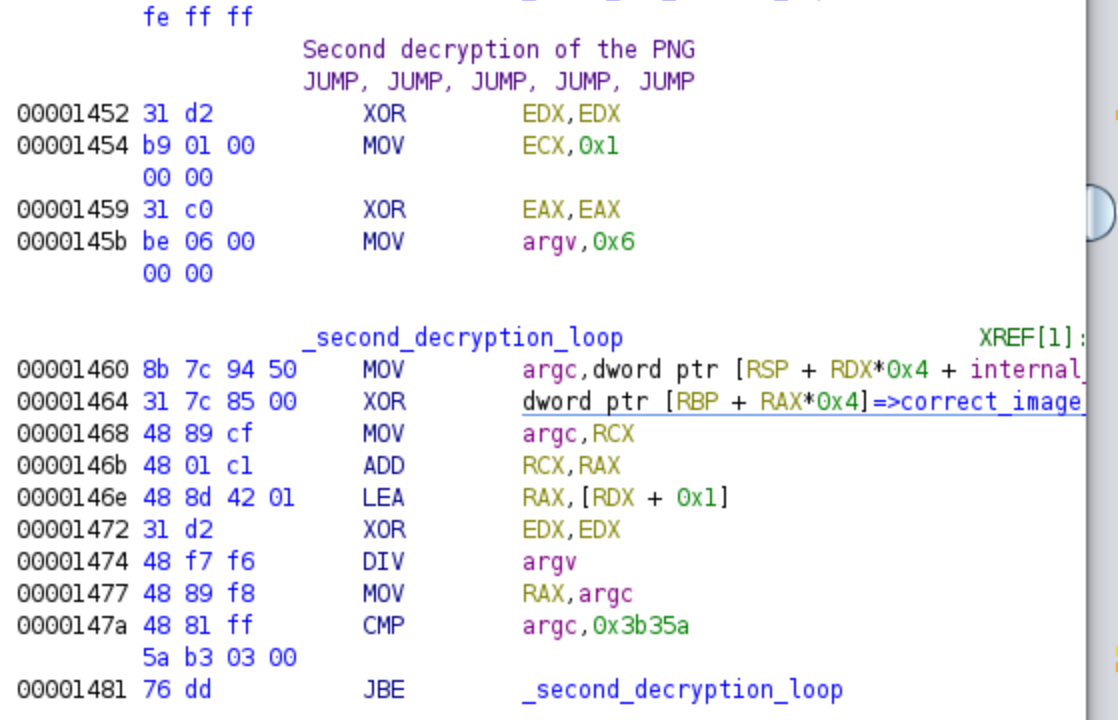 fe ff ff
Second decryption of the PNG
JUMP, JUMP, JUMP, JUMP, JUMP
00001452 31 d2 XOR EDX,EDX
00001454 b9 01 00 MOV ECX,0x1
00 00
00001459 31 c0 XOR EAX,EAX
0000145b be 06 00 MOV argv,0x6
00 00
_second_decryption_loop XREF[1]:
00001460 8b 7c 94 50 MOV argc,dword ptr [RSP + RDX*0x4 + internal_
00001464 31 7c 85 00 XOR dword ptr [RBP + RAX*0x4]=>correct_image_
00001468 48 89 cf MOV argc,RCX
0000146b 48 01 c1 ADD RCX,RAX
0000146e 48 8d 42 01 LEA RAX,[RDX + 0x1]
00001472 31 d2 XOR EDX,EDX
00001474 48 f7 f6 DIV argv
00001477 48 89 f8 MOV RAX,argc
0000147a 48 81 ff CMP argc,0x3b35a
5a b3 03 00
00001481 76 dd JBE _second_decryption_loop